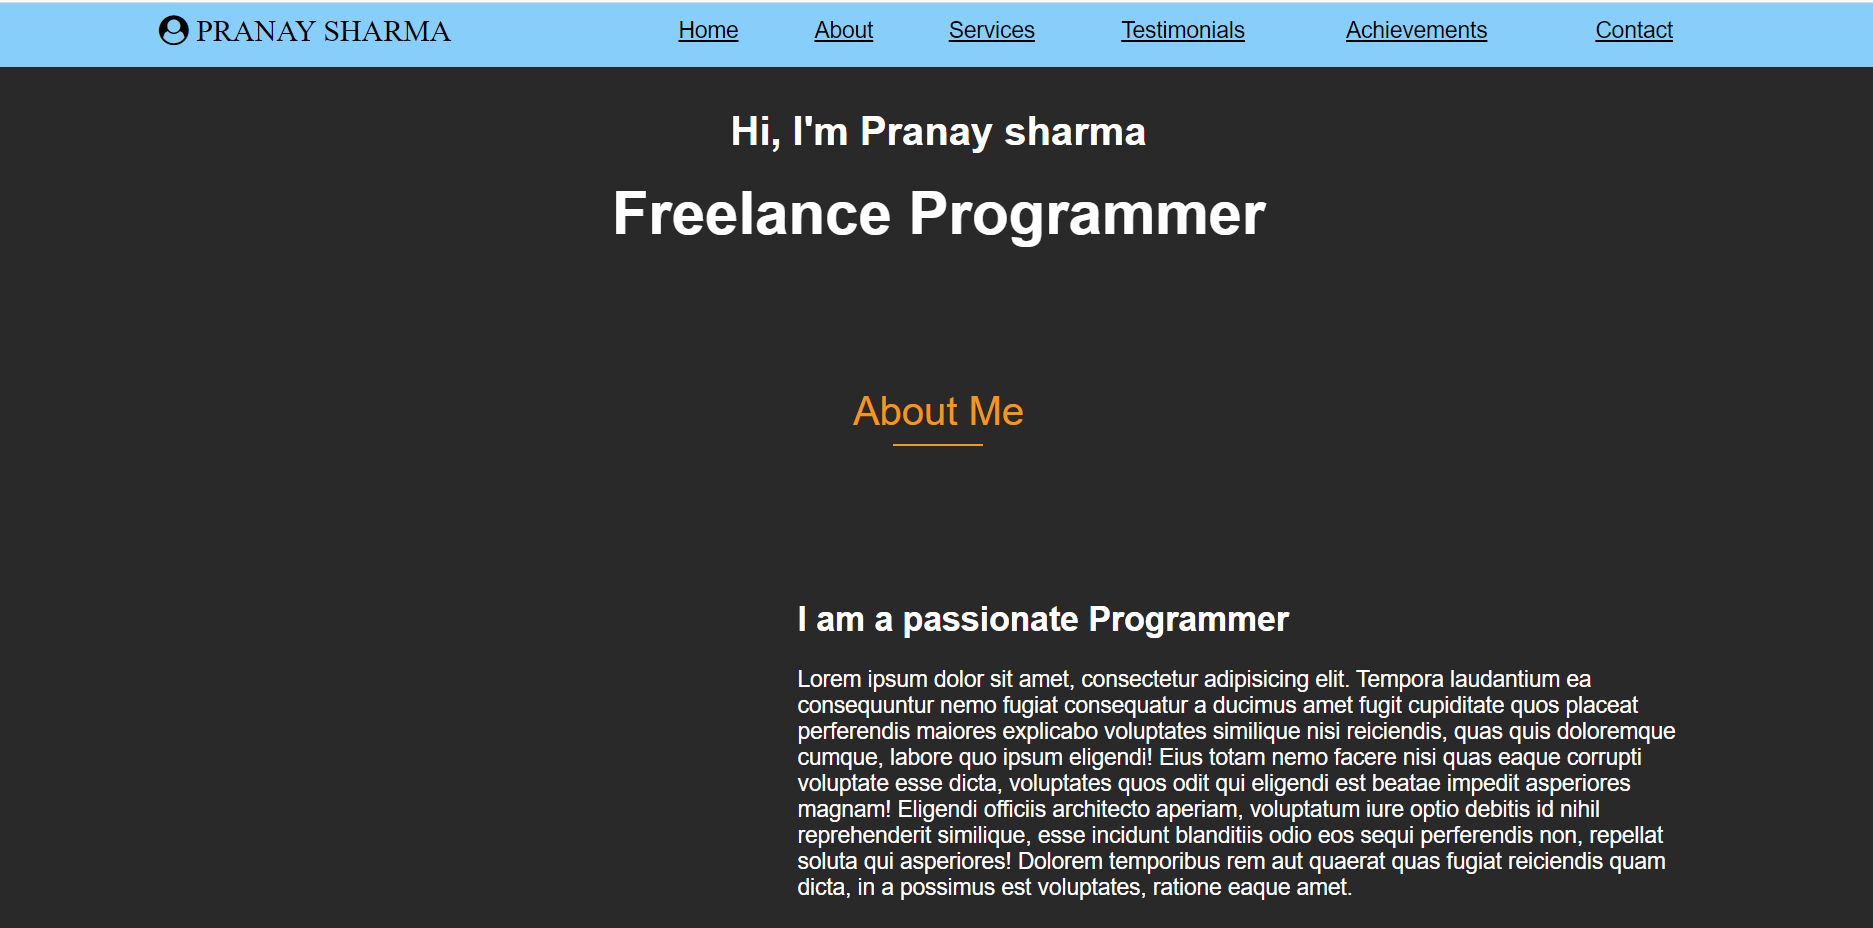 PRANAY SHARMA Home About Services Testimonials Achievements Contact
Hi, I'm Pranay sharma
Freelance Programmer
About Me
I am a passionate Programmer
Lorem ipsum dolor sit amet, consectetur adipisicing elit. Tempora laudantium ea
consequuntur nemo fugiat consequatur a ducimus amet fugit cupiditate quos placeat
perferendis maiores explicabo voluptates similique nisi reiciendis, quas quis doloremque
cumque, labore quo ipsum eligendi! Eius totam nemo facere nisi quas eaque corrupti
voluptate esse dicta, voluptates quos odit qui eligendi est beatae impedit asperiores
magnam! Eligendi officiis architecto aperiam, voluptatum iure optio debitis id nihil
reprehenderit similique, esse incidunt blanditiis odio eos sequi perferendis non, repellat
soluta qui asperiores! Dolorem temporibus rem aut quaerat quas fugiat reiciendis quam
dicta, in a possimus est voluptates, ratione eaque amet.